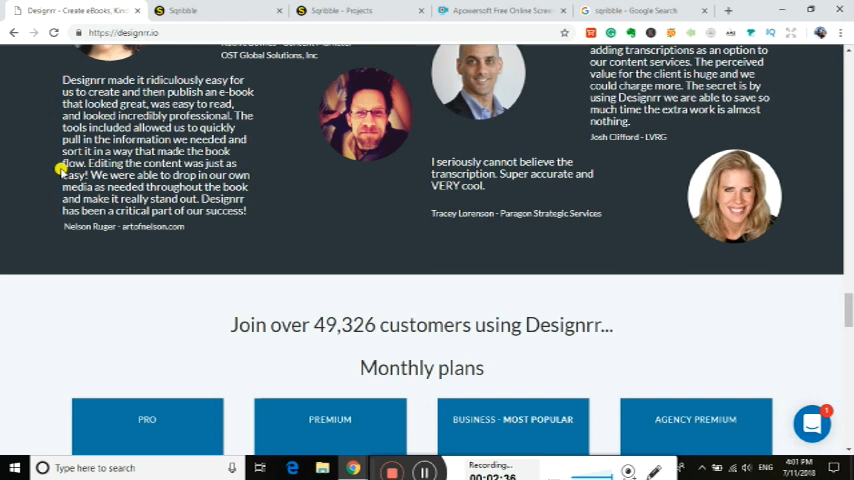 Designrr - Create eBooks, Kind
Sqribble
Sqribble - Projects
Apowersoft Free Online Scree
sqribble - Google Search
https://designrr.io
OST Global Solutions, Inc
Designrr made it ridiculously easy for
us to create and then publish an e-book
that looked great, was easy to read,
and looked incredibly professional. The
tools included allowed us to quickly
pull in the information we needed and
sort it in a way that made the book
flow. Editing the content was just as
easy! We were able to drop in our own
media as needed throughout the book
and make it really stand out. Designrr
has been a critical part of our success!
Nelson Ruger - artofnelson.com
I seriously cannot believe the
transcription. Super accurate and
VERY cool.
Tracey Lorenson - Paragon Strategic Services
adding transcriptions as an option to
our content services. The perceived
value for the client is huge and we
could charge more. The secret is by
using Designrr we are able to save so
much time the extra work is almost
nothing.
Josh Clifford - LVRG
Join over 49,326 customers using Designrr...
Monthly plans
PRO
PREMIUM
BUSINESS - MOST POPULAR
AGENCY PREMIUM
1
Type here to search
Recording...
00:02:36
ENG
4:01 PM
7/11/2018